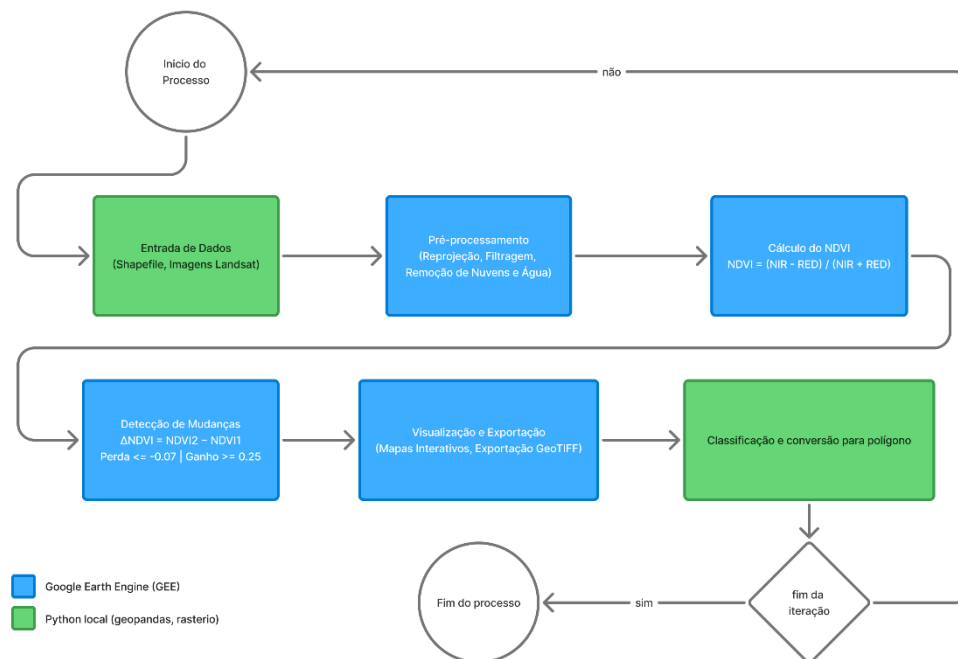 Início do
Processo
não
Entrada de Dados
(Shapefile, Imagens Landsat)
Pré-processamento
(Reprojeção, Filtragem,
Remoção de Nuvens e Água)
Cálculo do NDVI
NDVI = (NIR - RED) / (NIR + RED)
Detecção de Mudanças
ΔNDVI = NDVI2 − NDVI1
Perda <= -0.07 | Ganho >= 0.25
Visualização e Exportação
(Mapas Interativos, Exportação GeoTIFF)
Classificação e conversão para polígono
Google Earth Engine (GEE)
Python local (geopandas, rasterio)
Fim do processo
sim
fim da
iteração